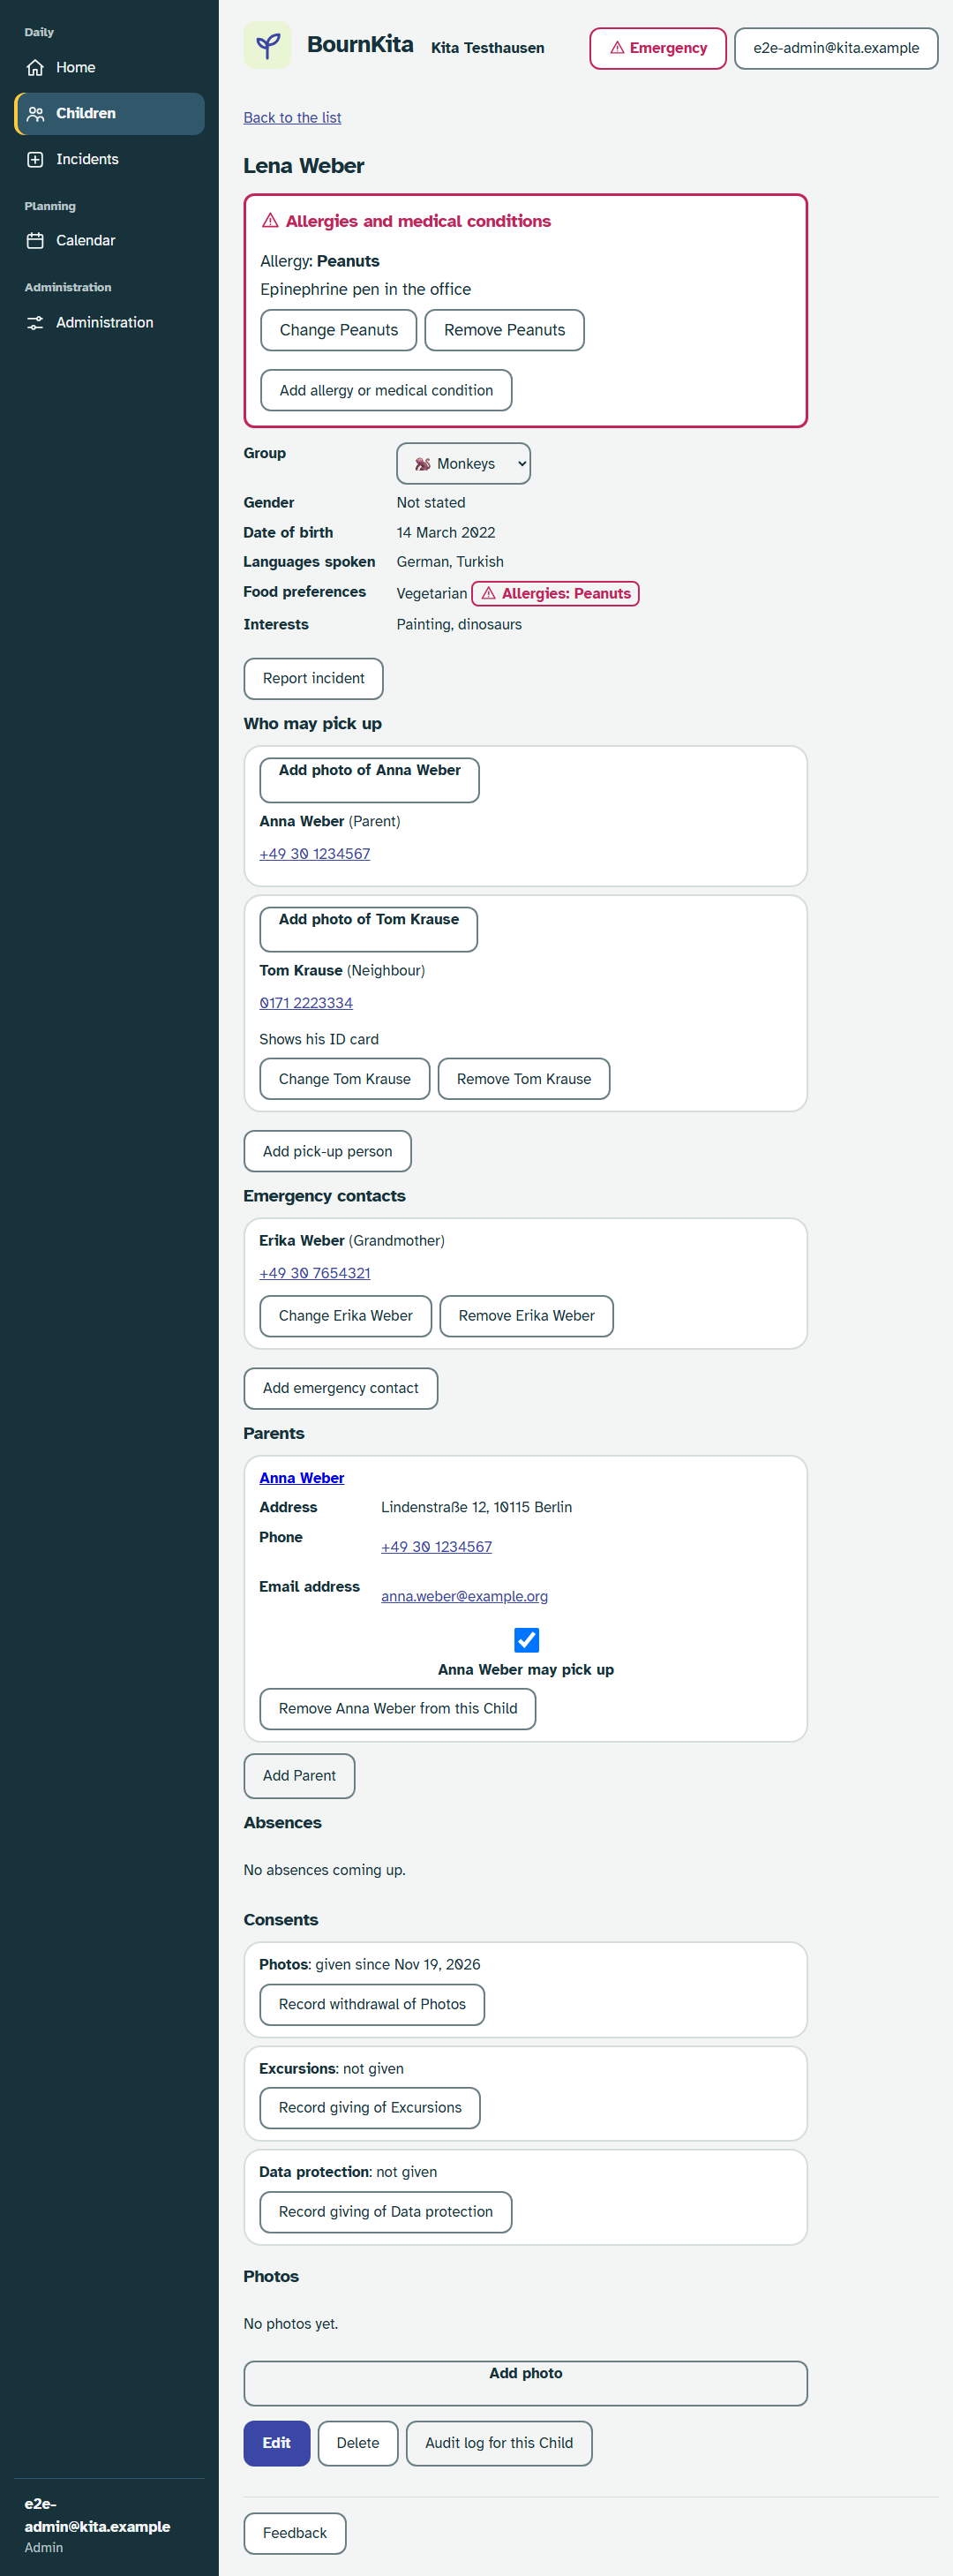 Daily
Home
Children
Incidents
Planning
Calendar
Administration
Administration
e2e-
admin@kita.example
Admin
BournKita
Kita Testhausen
Emergency
e2e-admin@kita.example
Back to the list
Lena Weber
Allergies and medical conditions
Allergy: Peanuts
Epinephrine pen in the office
Change Peanuts
Remove Peanuts
Add allergy or medical condition
Group
Monkeys
Gender
Not stated
Date of birth
14 March 2022
Languages spoken
German, Turkish
Food preferences
Vegetarian
Allergies: Peanuts
Interests
Painting, dinosaurs
Report incident
Who may pick up
Add photo of Anna Weber
Anna Weber (Parent)
+49 30 1234567
Add photo of Tom Krause
Tom Krause (Neighbour)
0171 2223334
Shows his ID card
Change Tom Krause
Remove Tom Krause
Add pick-up person
Emergency contacts
Erika Weber (Grandmother)
+49 30 7654321
Change Erika Weber
Remove Erika Weber
Add emergency contact
Parents
Anna Weber
Address
Lindenstraße 12, 10115 Berlin
Phone
+49 30 1234567
Email address
anna.weber@example.org
Anna Weber may pick up
Remove Anna Weber from this Child
Add Parent
Absences
No absences coming up.
Consents
Photos: given since Nov 19, 2026
Record withdrawal of Photos
Excursions: not given
Record giving of Excursions
Data protection: not given
Record giving of Data protection
Photos
No photos yet.
Add photo
Edit
Delete
Audit log for this Child
Feedback